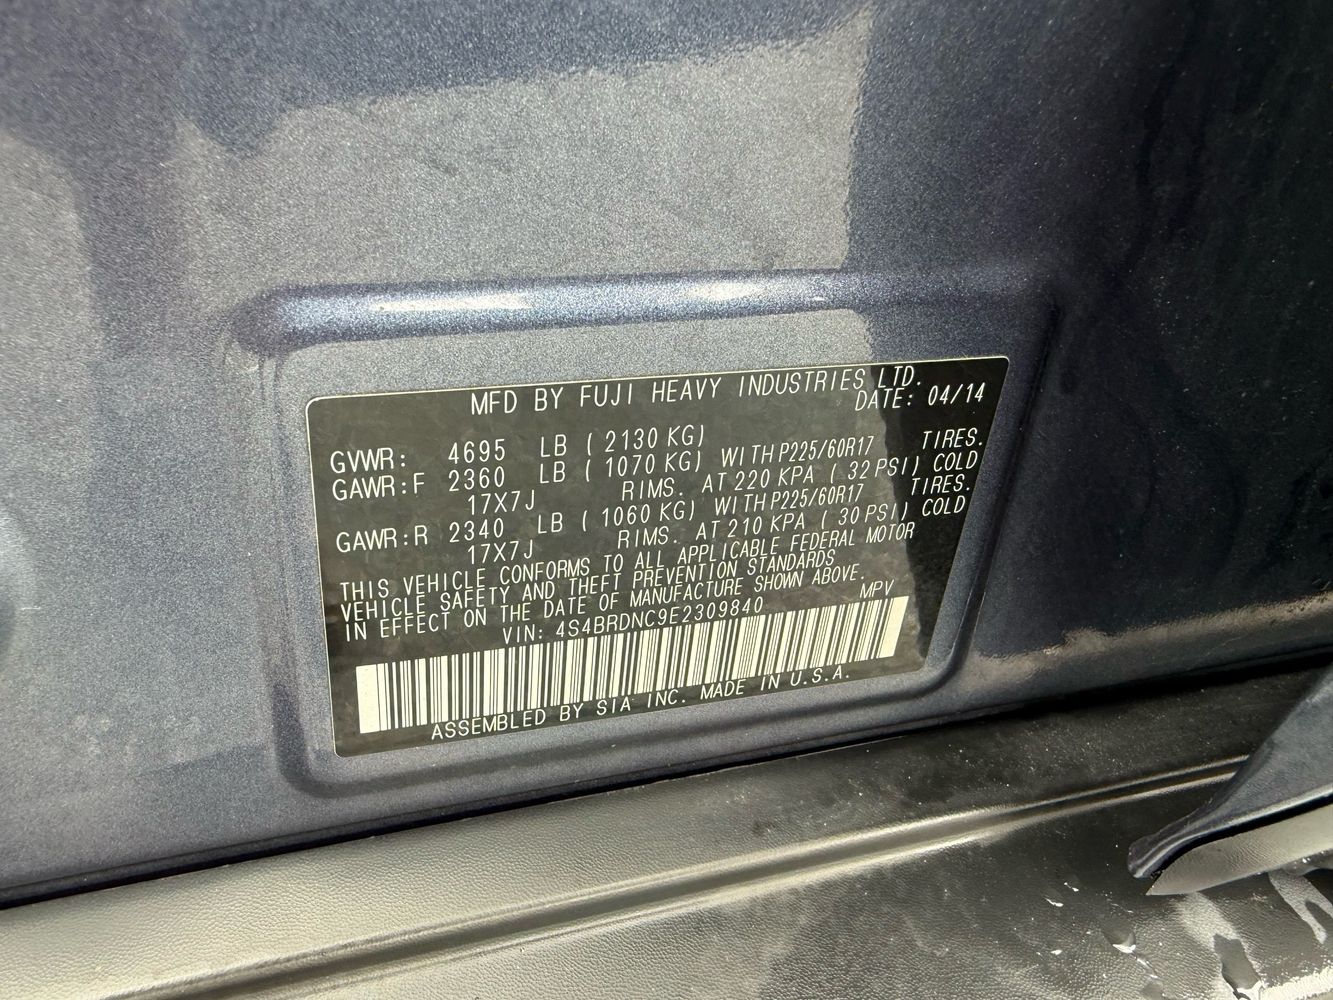 MFD BY FUJI HEAVY INDUSTRIES LTD.
DATE: 04/14
GVWR: 4695 LB (2130 KG)
GAWR:F 2360 LB (1070 KG) WITH P225/60R17 TIRES.
17X7J RIMS. AT 220 KPA (32 PSI) COLD
GAWR:R 2340 LB (1060 KG) WITH P225/60R17 TIRES.
17X7J RIMS. AT 210 KPA (30 PSI) COLD
THIS VEHICLE CONFORMS TO ALL APPLICABLE FEDERAL MOTOR
VEHICLE SAFETY AND THEFT PREVENTION STANDARDS
IN EFFECT ON THE DATE OF MANUFACTURE SHOWN ABOVE.
VIN: 4S4BRDNC9E2309840 MPV
ASSEMBLED BY SIA INC. MADE IN U.S.A.